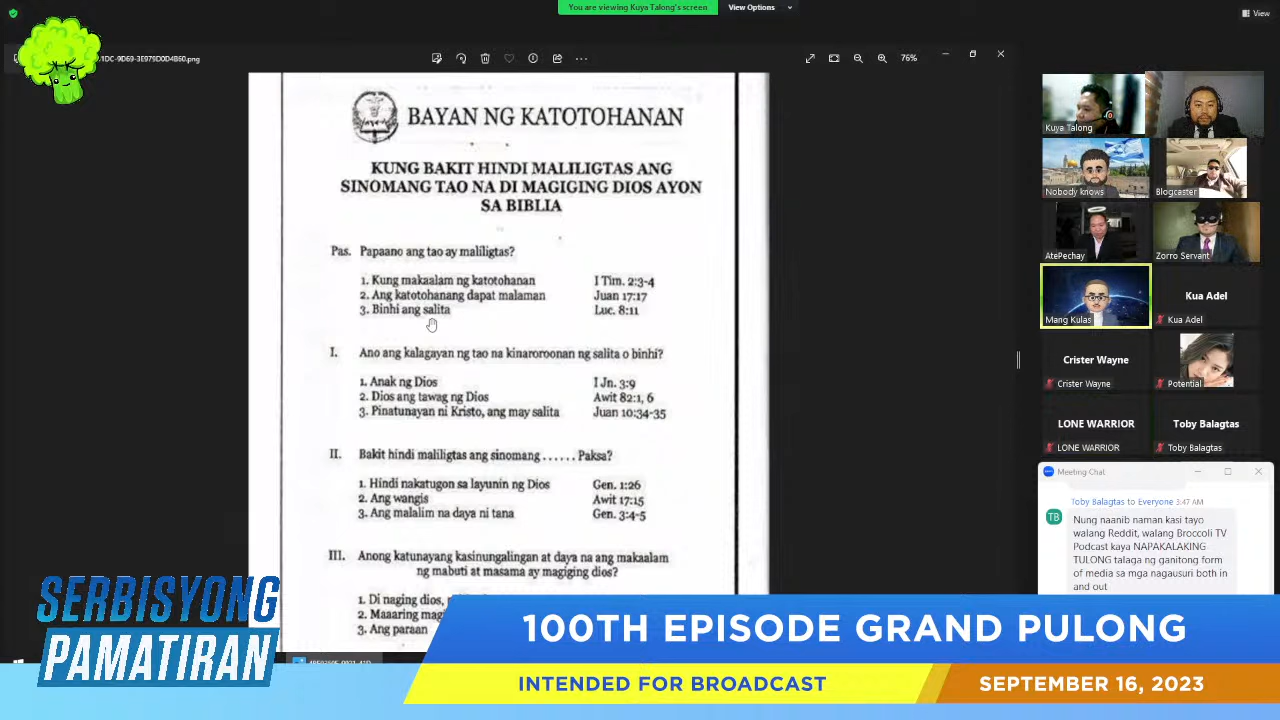 You are viewing Kuya Talong's screen
View Options
View
1DC-9D69-3E979D0D4B60.png
76%
BAYAN NG KATOTOHANAN
KUNG BAKIT HINDI MALILIGTAS ANG
SINOMANG TAO NA DI MAGIGING DIOS AYON
SA BIBLIA
Pas. Papaano ang tao ay maliligtas?
1. Kung makaalam ng katotohanan I Tim. 2:3-4
2. Ang katotohanang dapat malaman Juan 17:17
3. Binhi ang salita Luc. 8:11
I. Ano ang kalagayan ng tao na kinaroroonan ng salita o binhi?
1. Anak ng Dios I Jn. 3:9
2. Dios ang tawag ng Dios Awit 82:1, 6
3. Pinatunayan ni Kristo, ang may salita Juan 10:34-35
II. Bakit hindi maliligtas ang sinomang ...... Paksa?
1. Hindi nakatugon sa layunin ng Dios Gen. 1:26
2. Ang wangis Awit 17:15
3. Ang malalim na daya ni tana Gen. 3:4-5
III. Anong katunayang kasinungalingan at daya na ang makaalam
ng mabuti at masama ay magiging dios?
1. Di naging dios,
2. Maaring
3. Ang paraan
Kuya Talong
Nobody knows
Blogcaster
AtePechay
Zorro Servant
Mang Kulas
Kua Adel
Kua Adel
Crister Wayne
Crister Wayne
Potential
LONE WARRIOR
LONE WARRIOR
Toby Balagtas
Toby Balagtas
Meeting Chat
Toby Balagtas to Everyone 3:47 AM
TB
Nung naanib naman kasi tayo
walang Reddit, walang Broccoli TV
Podcast kaya NAPAKALAKING
TULONG talaga ng ganitong form
of media sa mga nagausuri both in
and out
SERBISYONG
PAMATIRAN
100TH EPISODE GRAND PULONG
INTENDED FOR BROADCAST
SEPTEMBER 16, 2023